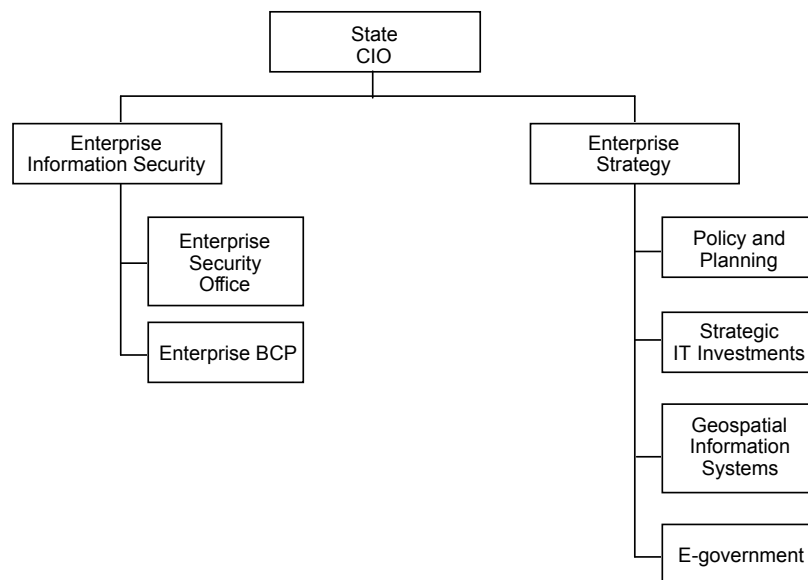 State
CIO
Enterprise
Information Security
Enterprise
Strategy
Enterprise
Security
Office
Enterprise BCP
Policy and
Planning
Strategic
IT Investments
Geospatial
Information
Systems
E-government